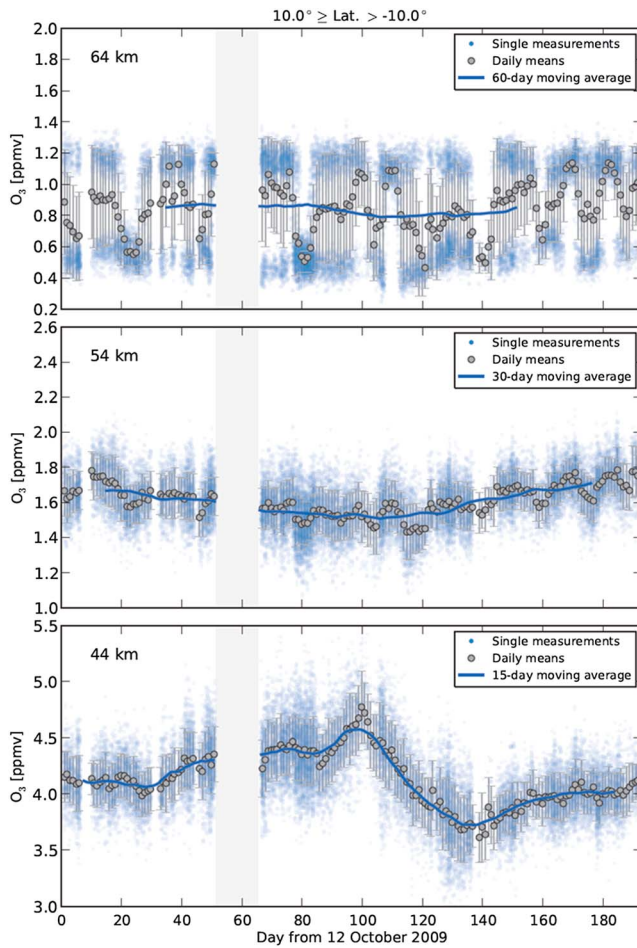 10.0° ≥ Lat. > -10.0°
2.0
64 km
Single measurements
Daily means
60-day moving average
1.8
1.6
1.4
1.2
1.0
0.8
0.6
0.4
0.2
O₃ [ppmv]
2.6
54 km
Single measurements
Daily means
30-day moving average
2.4
2.2
2.0
1.8
1.6
1.4
1.2
1.0
O₃ [ppmv]
5.5
44 km
Single measurements
Daily means
15-day moving average
5.0
4.5
4.0
3.5
3.0
O₃ [ppmv]
0 20 40 60 80 100 120 140 160 180
Day from 12 October 2009